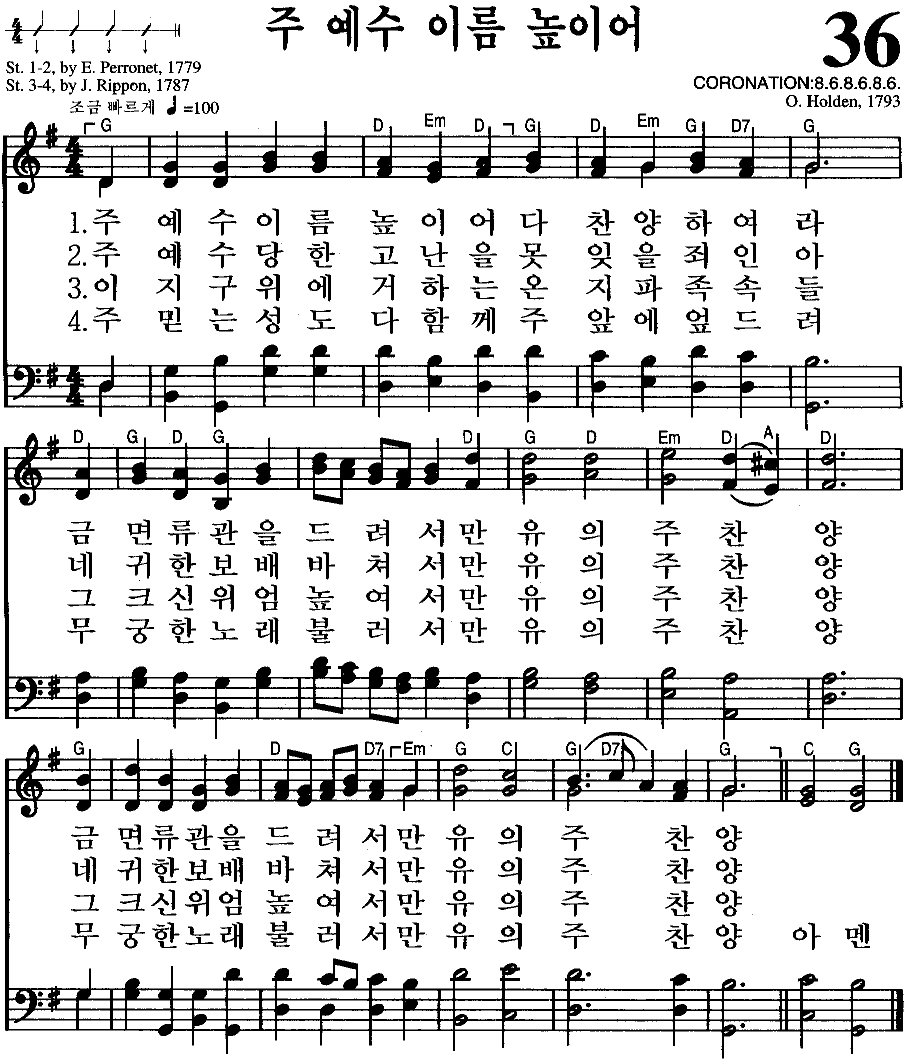 주 예수 이름 높이어
36
St. 1-2, by E. Perronet, 1779
St. 3-4, by J. Rippon, 1787
CORONATION:8.6.8.6.8.6.
O. Holden, 1793
조금 빠르게 ♩=100
G D Em D D Em G D7 G
1.주 예 수 이 름 높 이 어 다 찬 양 하 여 라
2.주 예 수 당 한 고 난 을 못 잊 을 죄 인 아
3.이 지 구 위 에 거 하 는 온 지 파 족 속 들
4.주 믿 는 성 도 다 함 께 주 앞 에 엎 드 려
D G D G D G D Em D A D
금 면 류 관 을 드 려 서 만 유 의 주 찬 양
네 귀 한 보 배 바 쳐 서 만 유 의 주 찬 양
그 크 신 위 엄 높 여 서 만 유 의 주 찬 양
무 궁 한 노 래 불 러 서 만 유 의 주 찬 양
G D D7 Em G C G D7 G C G
금 면 류 관 을 드 려 서 만 유 의 주 찬 양
네 귀 한 보 배 바 쳐 서 만 유 의 주 찬 양
그 크 신 위 엄 높 여 서 만 유 의 주 찬 양
무 궁 한 노 래 불 러 서 만 유 의 주 찬 양 아 멘